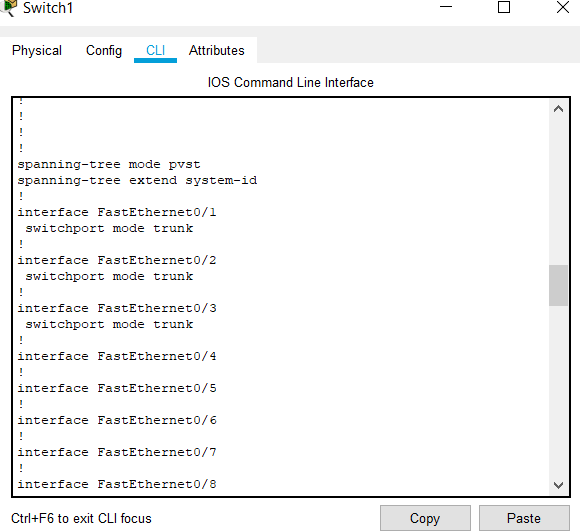 Switch1
Physical Config CLI Attributes
IOS Command Line Interface
!
!
!
!
spanning-tree mode pvst
spanning-tree extend system-id
!
interface FastEthernet0/1
 switchport mode trunk
!
interface FastEthernet0/2
 switchport mode trunk
!
interface FastEthernet0/3
 switchport mode trunk
!
interface FastEthernet0/4
!
interface FastEthernet0/5
!
interface FastEthernet0/6
!
interface FastEthernet0/7
!
interface FastEthernet0/8
Ctrl+F6 to exit CLI focus Copy Paste